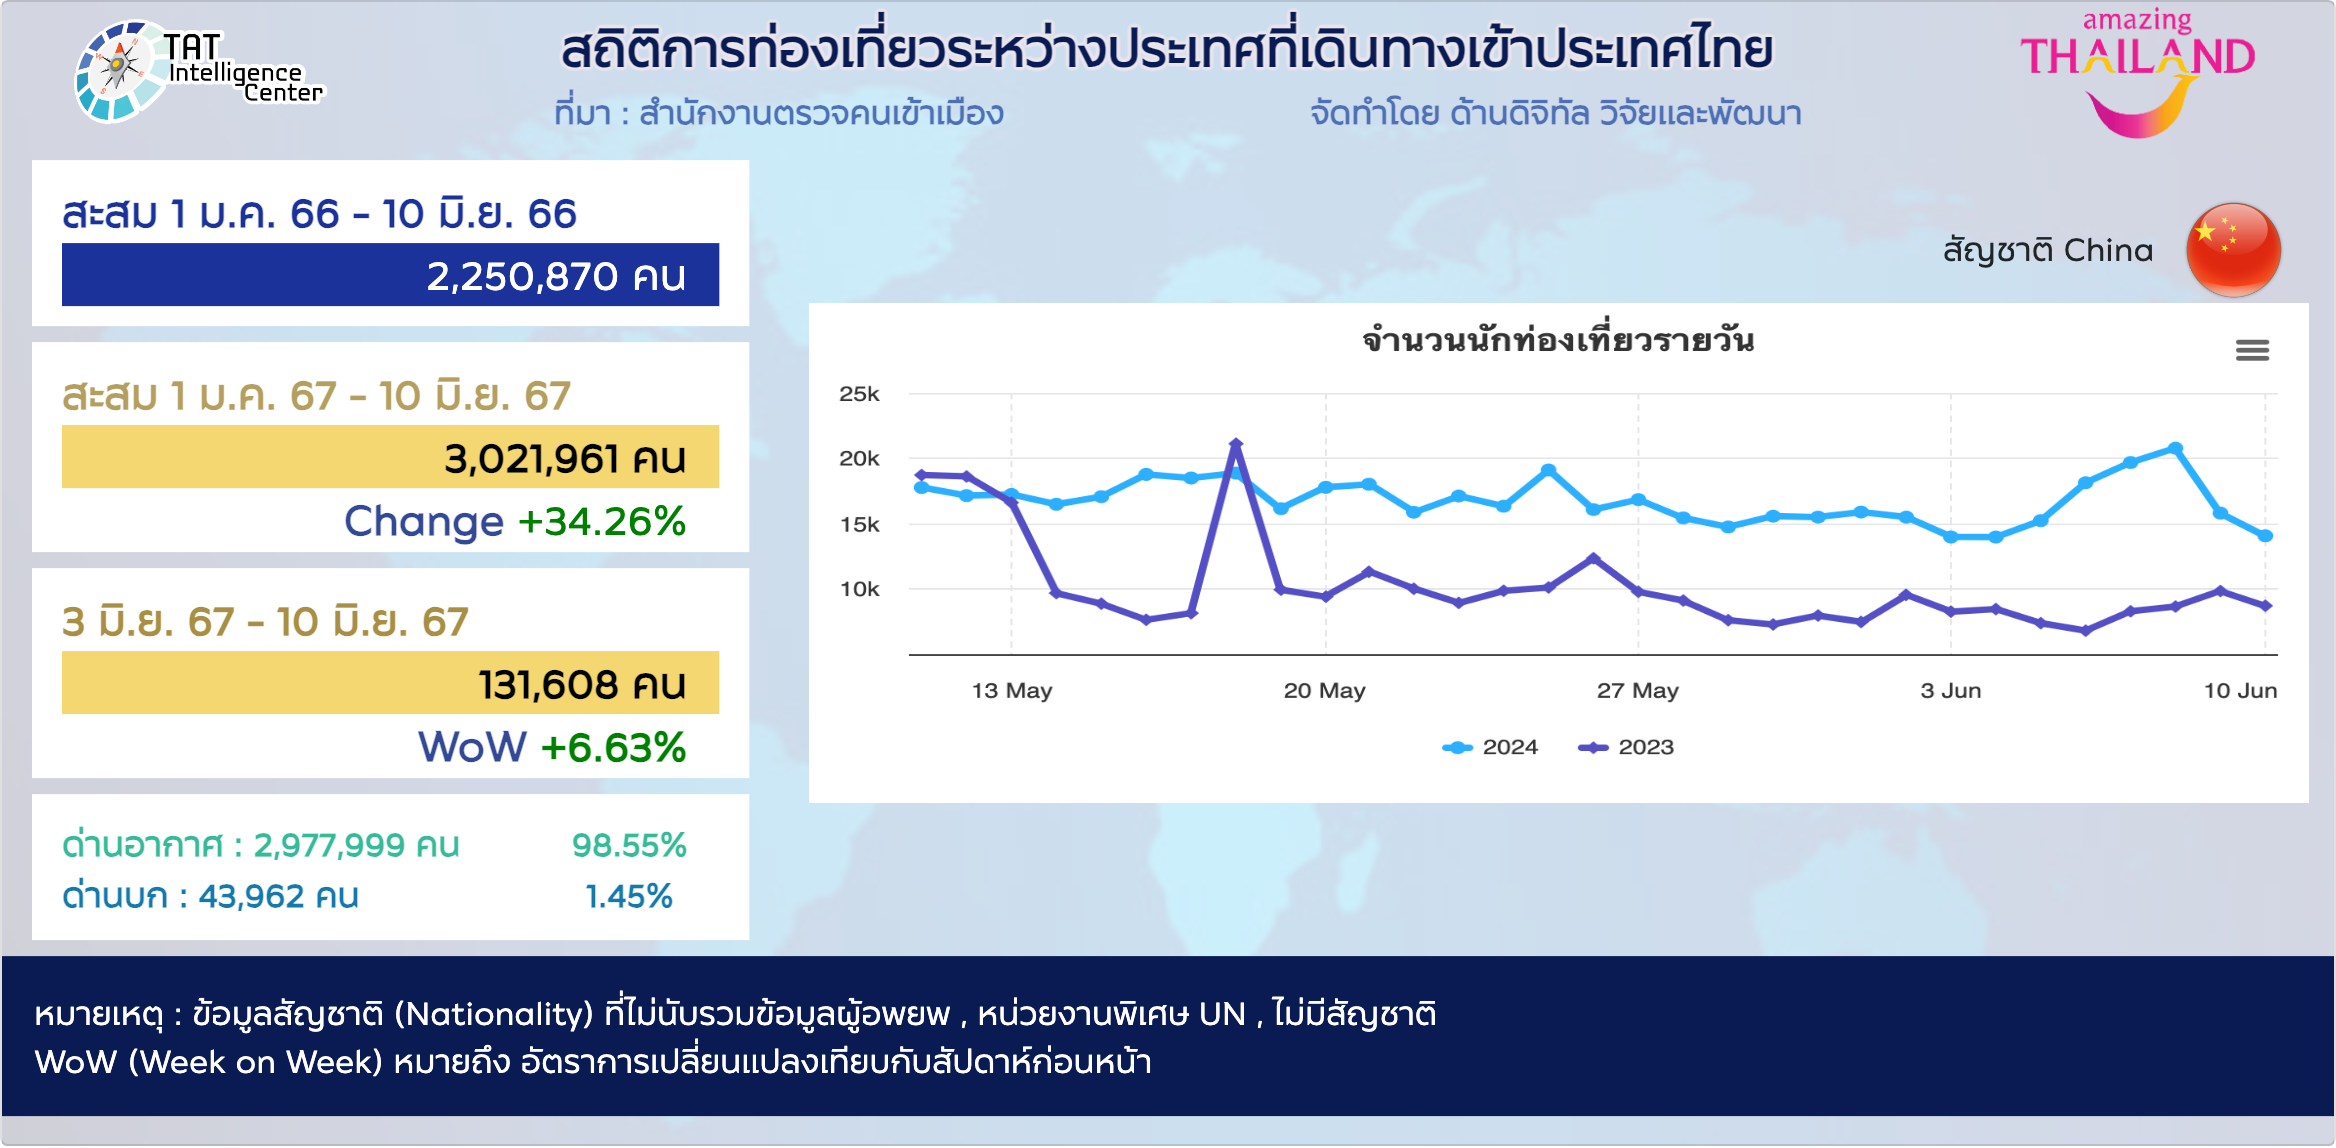 TAT
Intelligence
Center
สถิติการท่องเที่ยวระหว่างประเทศที่เดินทางเข้าประเทศไทย
ที่มา : สำนักงานตรวจคนเข้าเมือง
จัดทำโดย ด้านดิจิทัล วิจัยและพัฒนา
amazing
THAILAND
สะสม 1 ม.ค. 66 - 10 มิ.ย. 66
2,250,870 คน
สะสม 1 ม.ค. 67 - 10 มิ.ย. 67
3,021,961 คน
Change +34.26%
3 มิ.ย. 67 - 10 มิ.ย. 67
131,608 คน
WoW +6.63%
ด่านอากาศ : 2,977,999 คน 98.55%
ด่านบก : 43,962 คน 1.45%
สัญชาติ China
จำนวนนักท่องเที่ยวรายวัน
25k
20k
15k
10k
13 May 20 May 27 May 3 Jun 10 Jun
2024 2023
หมายเหตุ : ข้อมูลสัญชาติ (Nationality) ที่ไม่นับรวมข้อมูลผู้อพยพ , หน่วยงานพิเศษ UN , ไม่มีสัญชาติ
WoW (Week on Week) หมายถึง อัตราการเปลี่ยนแปลงเทียบกับสัปดาห์ก่อนหน้า